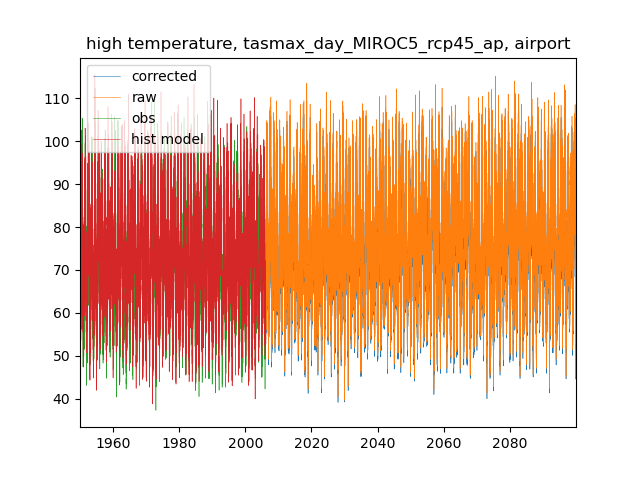 high temperature, tasmax_day_MIROC5_rcp45_ap, airport
corrected
raw
obs
hist model
110
100
90
80
70
60
50
40
1960 1980 2000 2020 2040 2060 2080